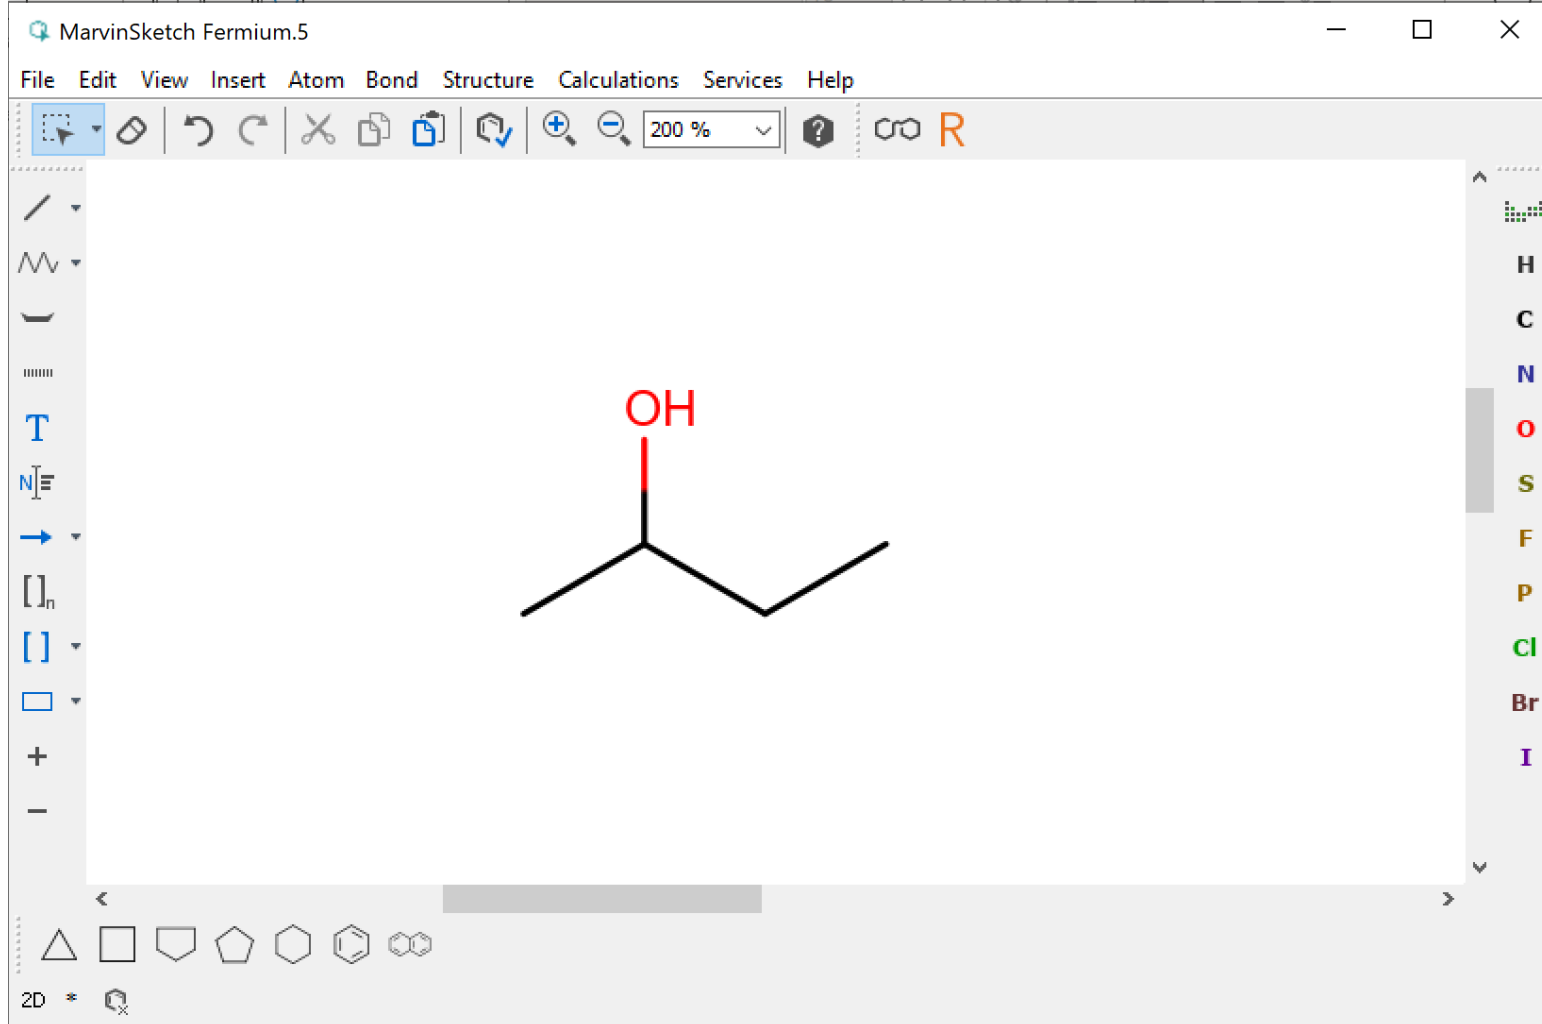 MarvinSketch Fermium.5
File Edit View Insert Atom Bond Structure Calculations Services Help
200 % ? R
H
C
N
T
O
N
S
F
[ ]n
P
[ ]
Cl
Br
+
I
−
OH
2D *